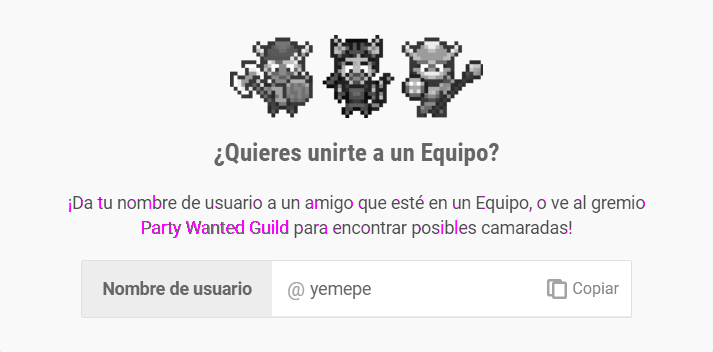 ¿Quieres unirte a un Equipo?
¡Da tu nombre de usuario a un amigo que esté en un Equipo, o ve al gremio
Party Wanted Guild para encontrar posibles camaradas!
Nombre de usuario @ yemepe Copiar